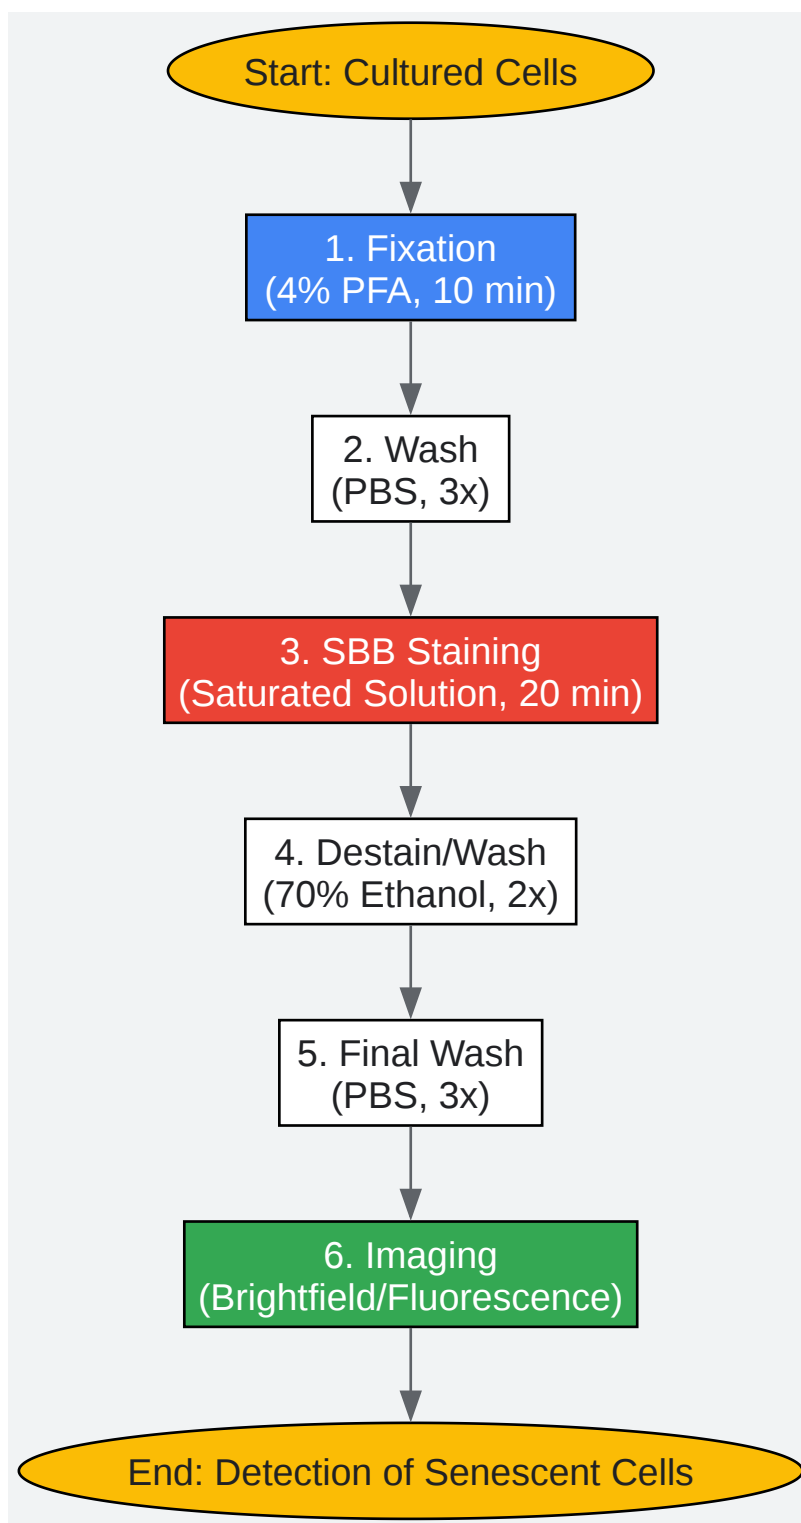 Start: Cultured Cells
1. Fixation
(4% PFA, 10 min)
2. Wash
(PBS, 3x)
3. SBB Staining
(Saturated Solution, 20 min)
4. Destain/Wash
(70% Ethanol, 2x)
5. Final Wash
(PBS, 3x)
6. Imaging
(Brightfield/Fluorescence)
End: Detection of Senescent Cells